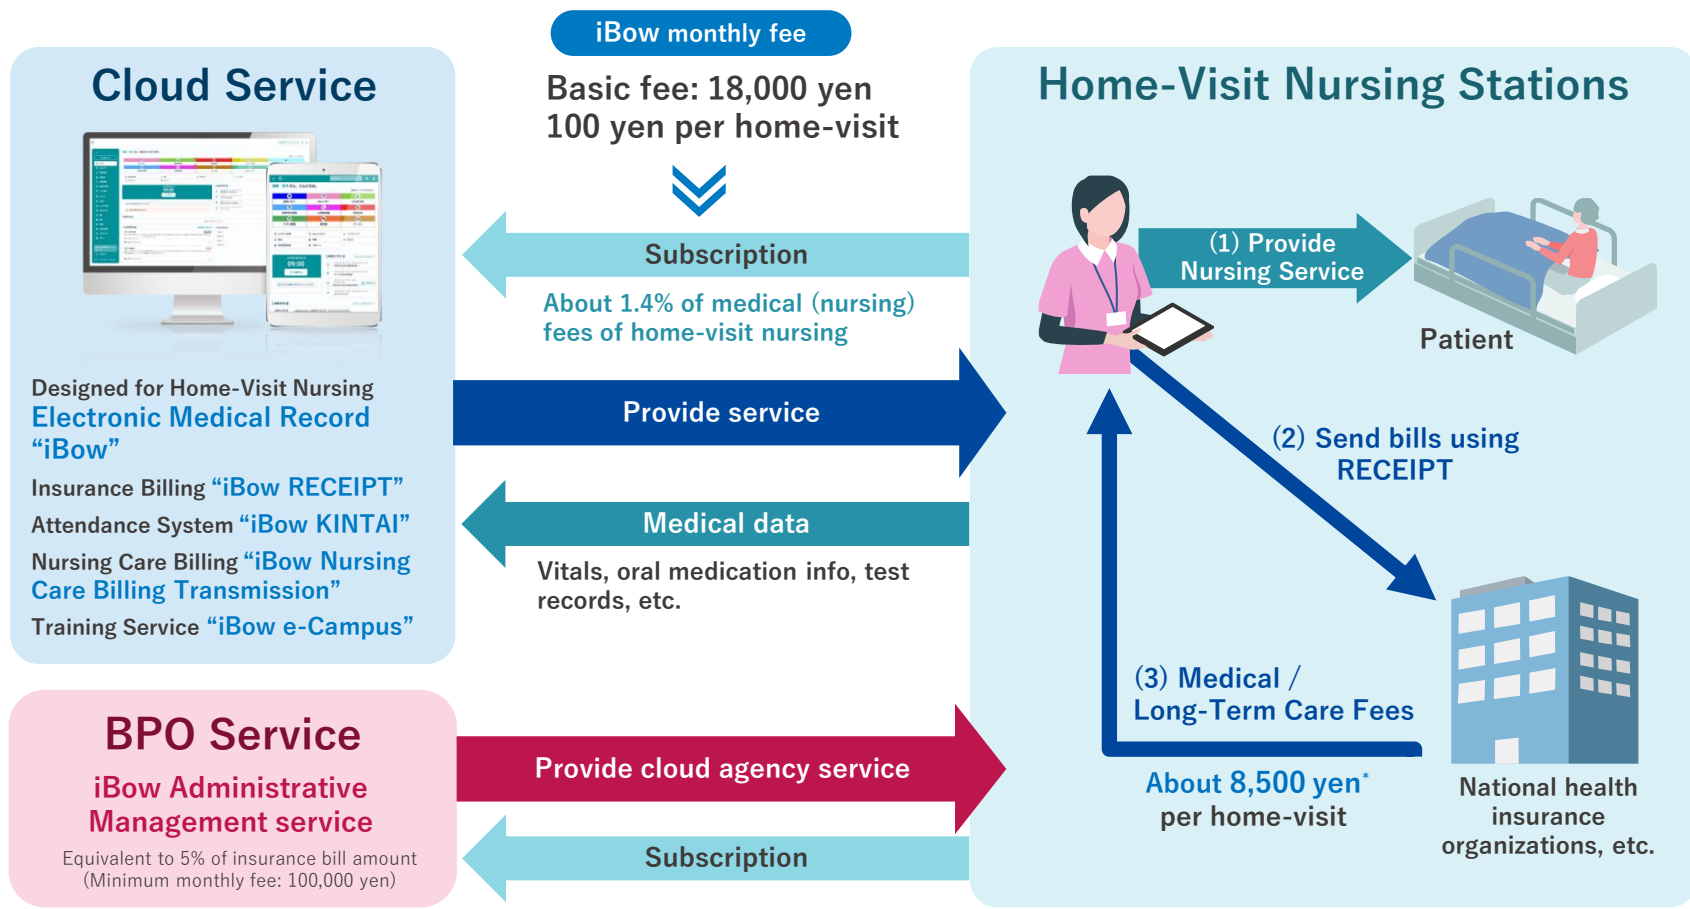 iBow monthly fee
Basic fee: 18,000 yen
100 yen per home-visit
Cloud Service
09:00
09:00
Designed for Home-Visit Nursing
Electronic Medical Record
“iBow”
Insurance Billing “iBow RECEIPT”
Attendance System “iBow KINTAI”
Nursing Care Billing “iBow Nursing
Care Billing Transmission”
Training Service “iBow e-Campus”
Subscription
About 1.4% of medical (nursing)
fees of home-visit nursing
Provide service
Medical data
Vitals, oral medication info, test
records, etc.
Home-Visit Nursing Stations
(1) Provide
Nursing Service
Patient
(2) Send bills using
RECEIPT
(3) Medical /
Long-Term Care Fees
About 8,500 yen*
per home-visit
National health
insurance
organizations, etc.
BPO Service
iBow Administrative
Management service
Equivalent to 5% of insurance bill amount
(Minimum monthly fee: 100,000 yen)
Provide cloud agency service
Subscription